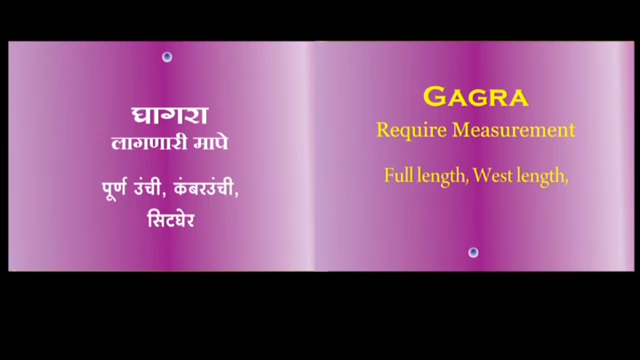 घागरा
लागणारी मापे
पूर्ण उंची, कंबरउंची,
सिटघेर
GAGRA
Require Measurement
Full length, West length,